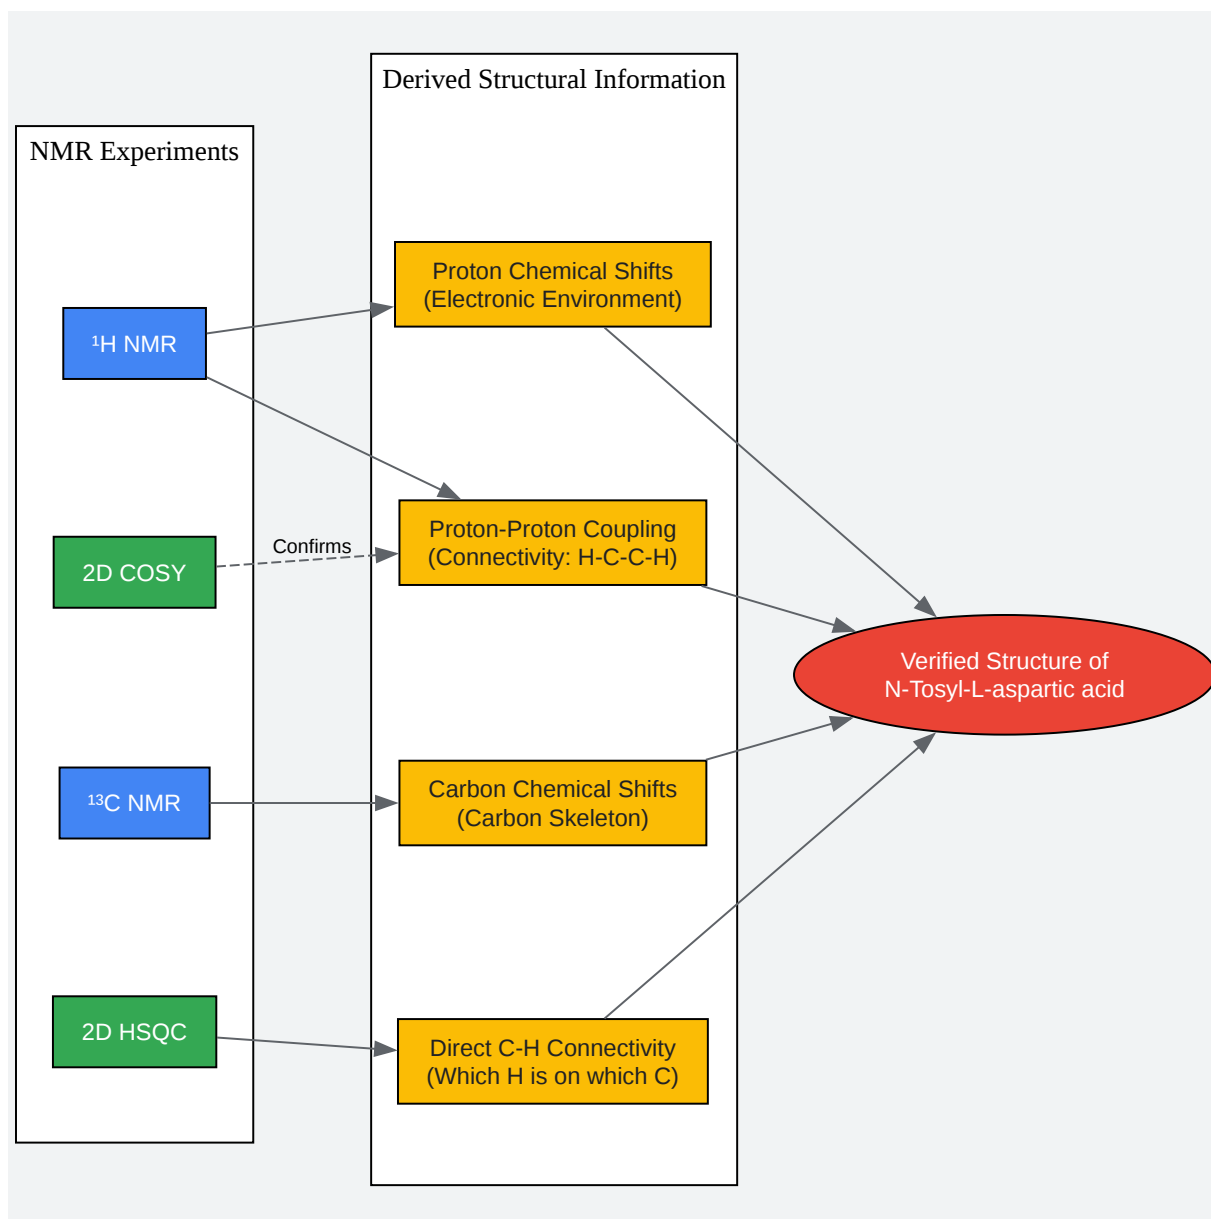 Derived Structural Information
NMR Experiments
Proton Chemical Shifts
(Electronic Environment)
¹H NMR
Proton-Proton Coupling
(Connectivity: H-C-C-H)
Confirms
2D COSY
Verified Structure of
N-Tosyl-L-aspartic acid
Carbon Chemical Shifts
(Carbon Skeleton)
¹³C NMR
2D HSQC
Direct C-H Connectivity
(Which H is on which C)